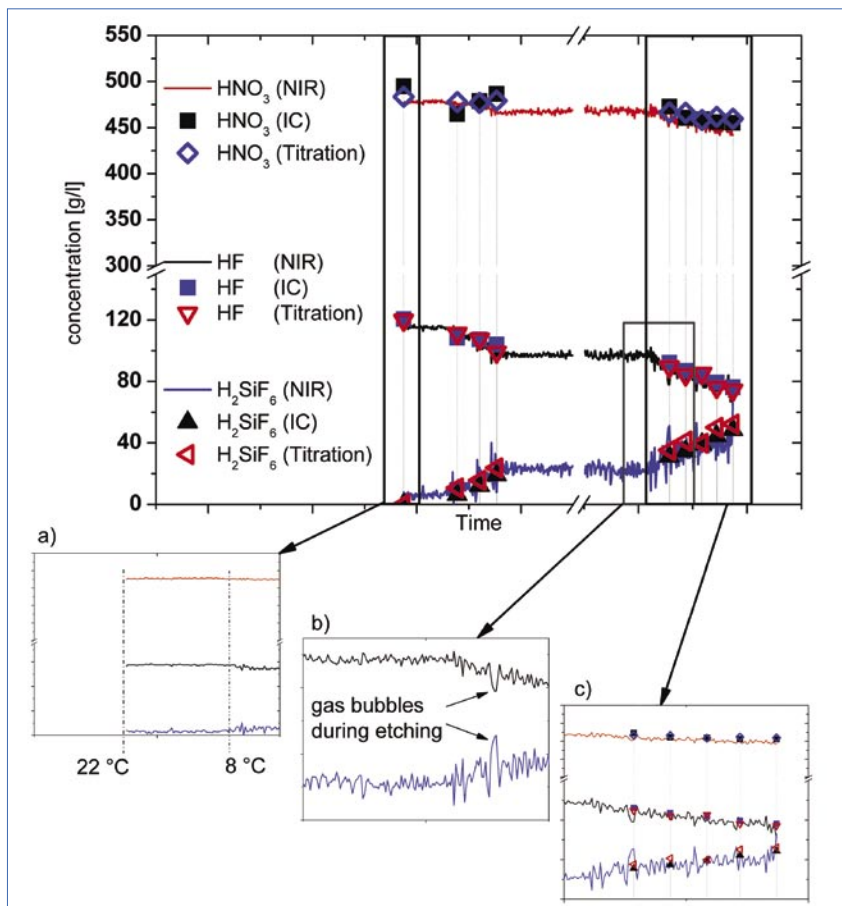 550
500
450
400
350
300
120
80
40
0
concentration [g/l]
HNO₃ (NIR)
HNO₃ (IC)
HNO₃ (Titration)
HF (NIR)
HF (IC)
HF (Titration)
H₂SiF₆ (NIR)
H₂SiF₆ (IC)
H₂SiF₆ (Titration)
Time
a)
22 °C
8 °C
b)
gas bubbles
during etching
c)